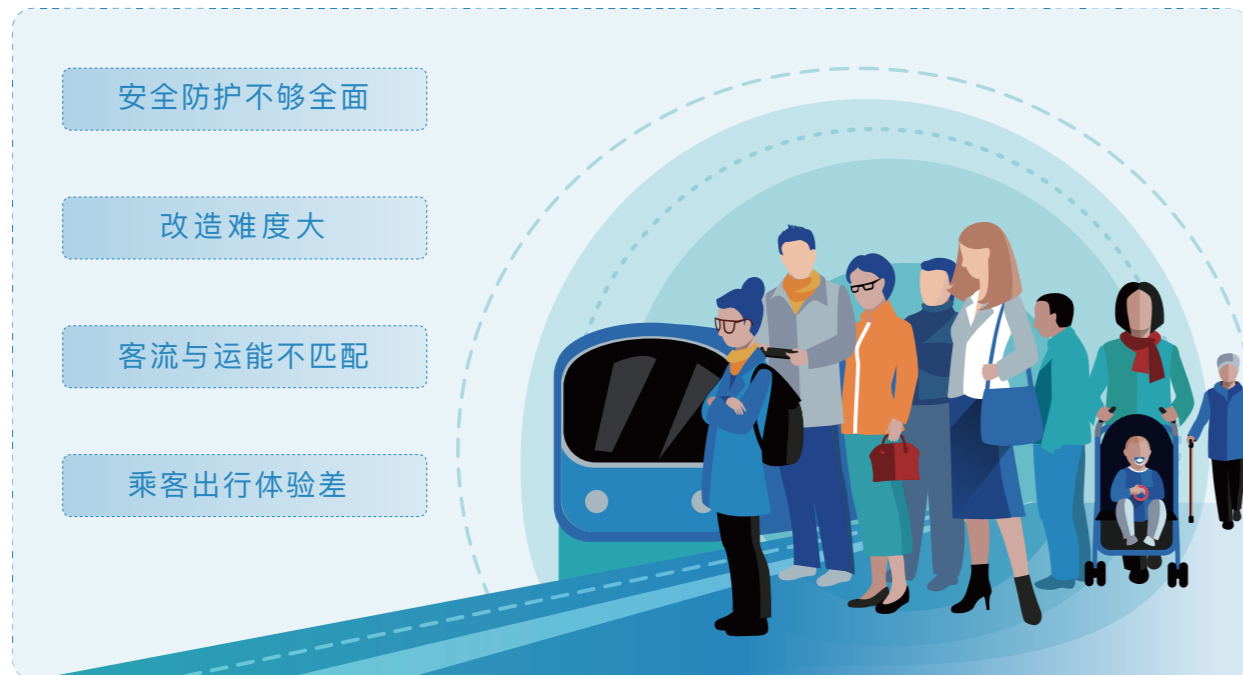 安全防护不够全面
改造难度大
客流与运能不匹配
乘客出行体验差